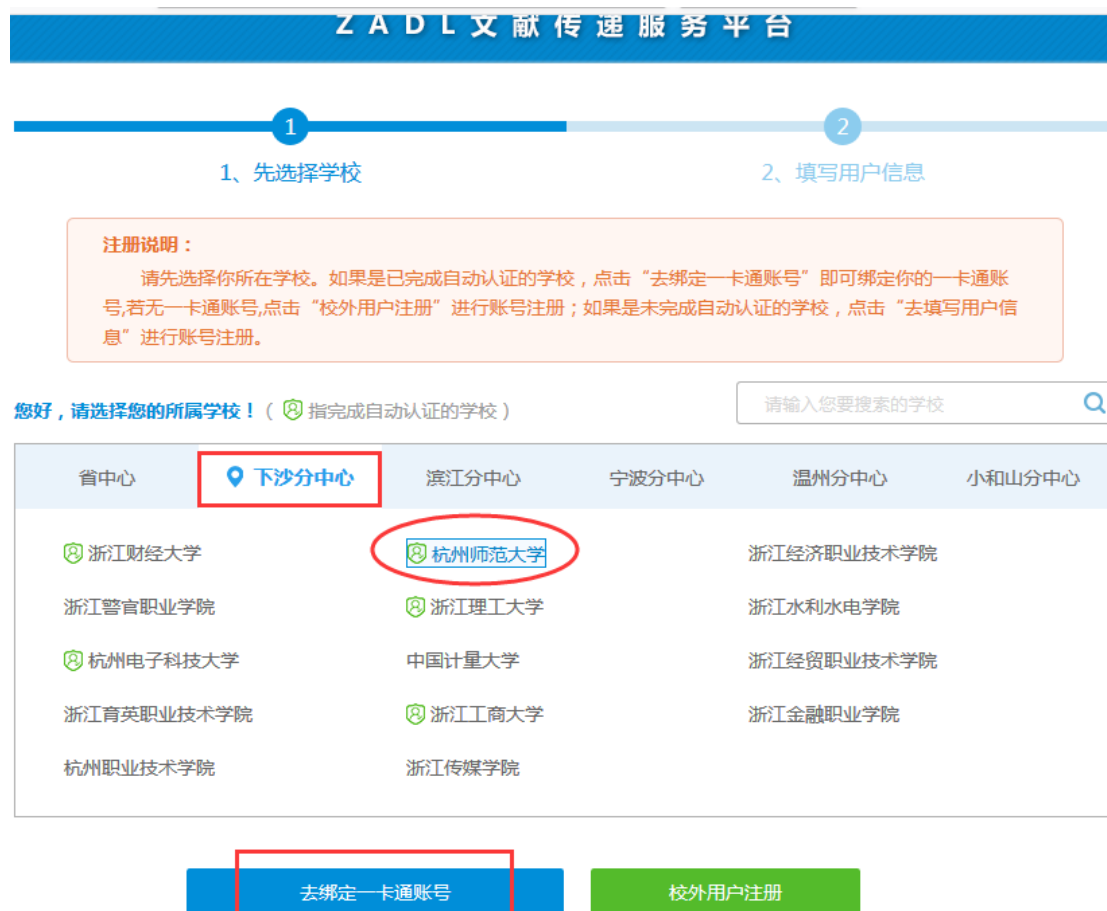 ZADL文献传递服务平台
1
2
1、先选择学校
2、填写用户信息
注册说明：
请先选择你所在学校。如果是已完成自动认证的学校，点击“去绑定一卡通账号”即可绑定你的一卡通账
号,若无一卡通账号,点击“校外用户注册”进行账号注册；如果是未完成自动认证的学校，点击“去填写用户信
息”进行账号注册。
您好，请选择您的所属学校！（ 指完成自动认证的学校）
请输入您要搜索的学校
省中心 下沙分中心 滨江分中心 宁波分中心 温州分中心 小和山分中心
浙江财经大学 杭州师范大学 浙江经济职业技术学院
浙江警官职业学院 浙江理工大学 浙江水利水电学院
杭州电子科技大学 中国计量大学 浙江经贸职业技术学院
浙江育英职业技术学院 浙江工商大学 浙江金融职业学院
杭州职业技术学院 浙江传媒学院
去绑定一卡通账号 校外用户注册